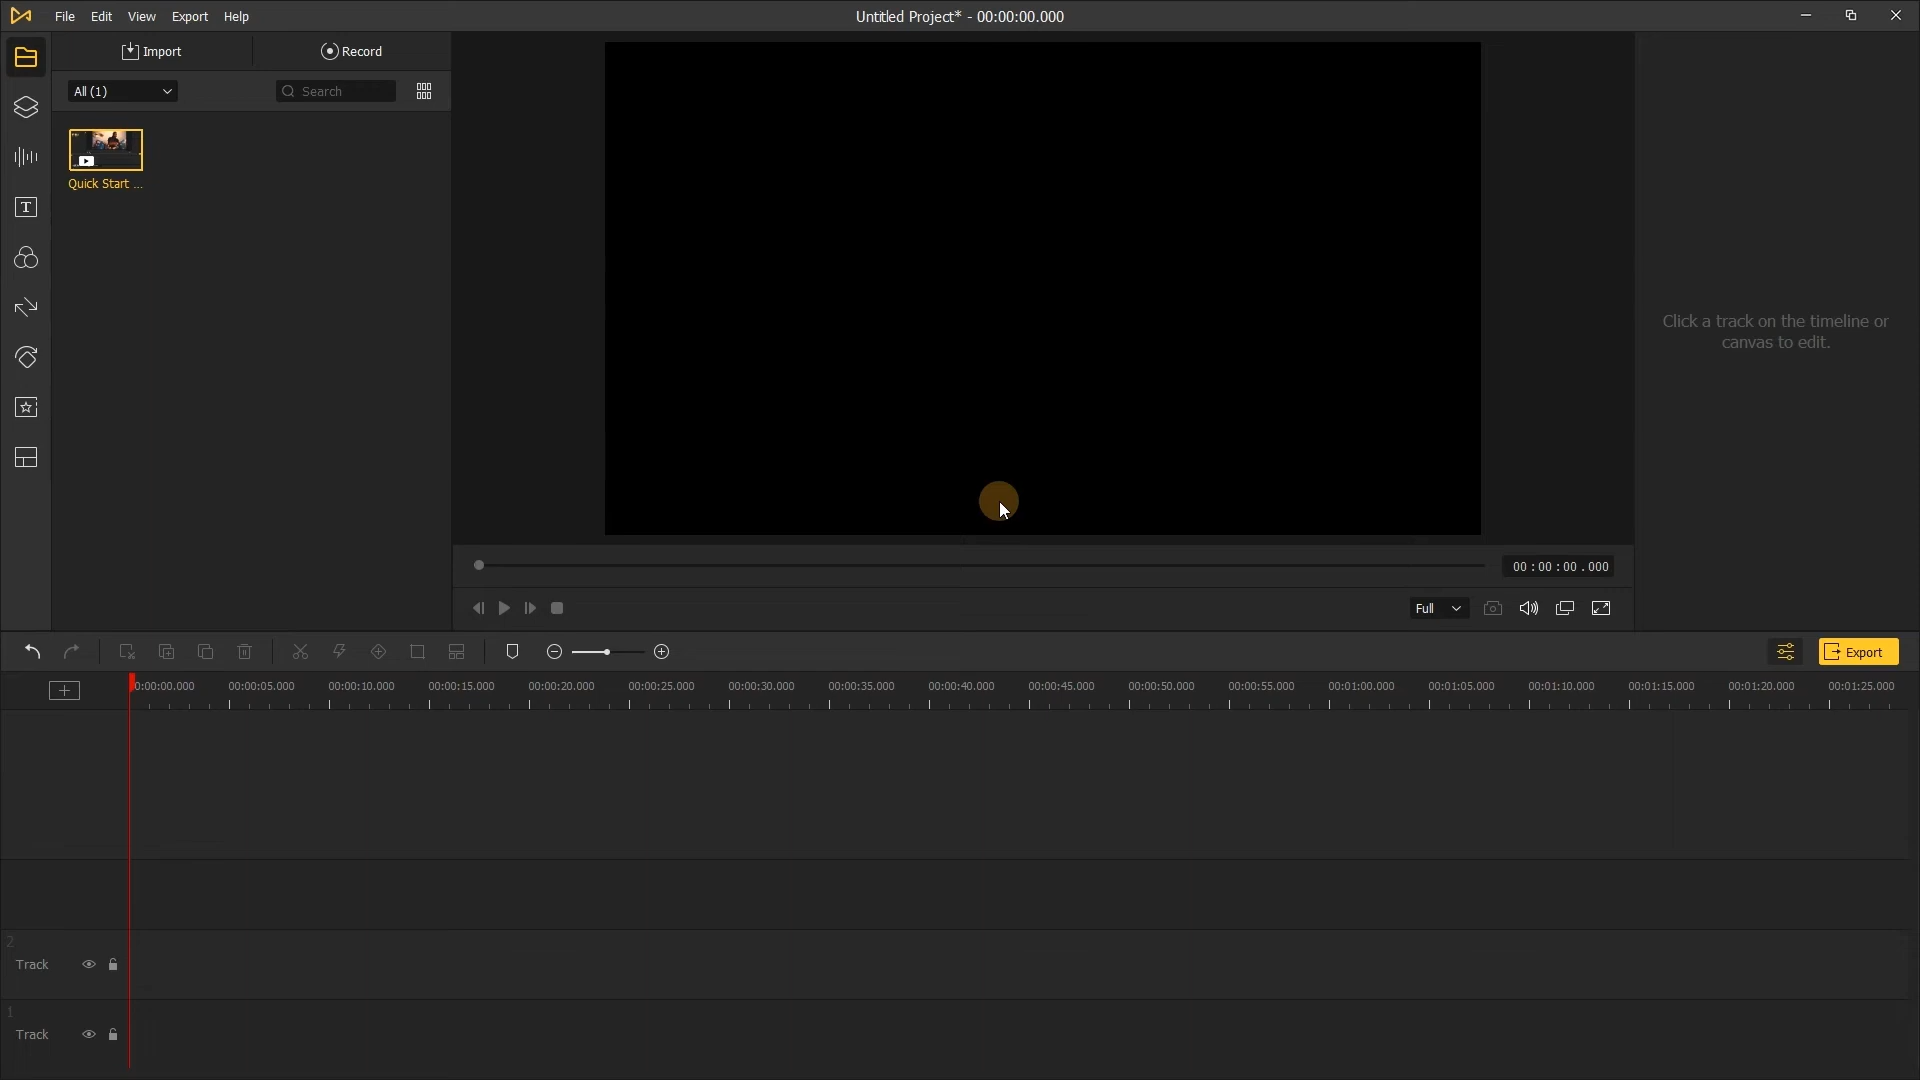 File Edit View Export Help
Untitled Project* - 00:00:00.000
Import
Record
All (1)
Search
Quick Start ...
T
Click a track on the timeline or
canvas to edit.
00:00:00.000
Full
Export
0:00:00.000 00:00:05.000 00:00:10.000 00:00:15.000 00:00:20.000 00:00:25.000 00:00:30.000 00:00:35.000 00:00:40.000 00:00:45.000 00:00:50.000 00:00:55.000 00:01:00.000 00:01:05.000 00:01:10.000 00:01:15.000 00:01:20.000 00:01:25.000
2
Track
1
Track